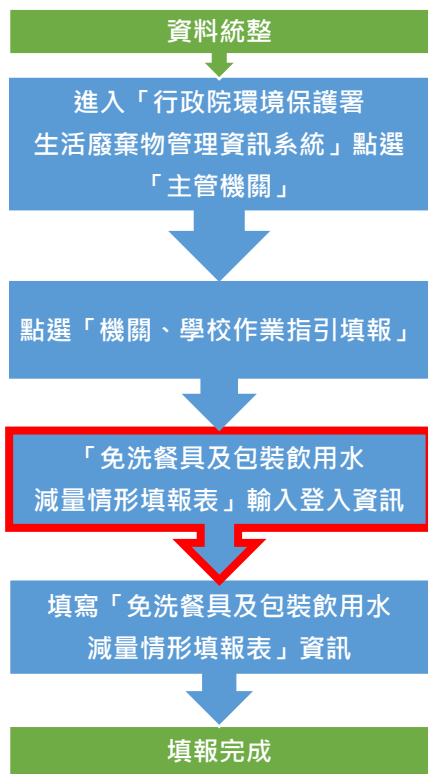 資料統整
進入「行政院環境保護署
生活廢棄物管理資訊系統」點選
「主管機關」
點選「機關、學校作業指引填報」
「免洗餐具及包裝飲用水
減量情形填報表」輸入登入資訊
填寫「免洗餐具及包裝飲用水
減量情形填報表」資訊
填報完成